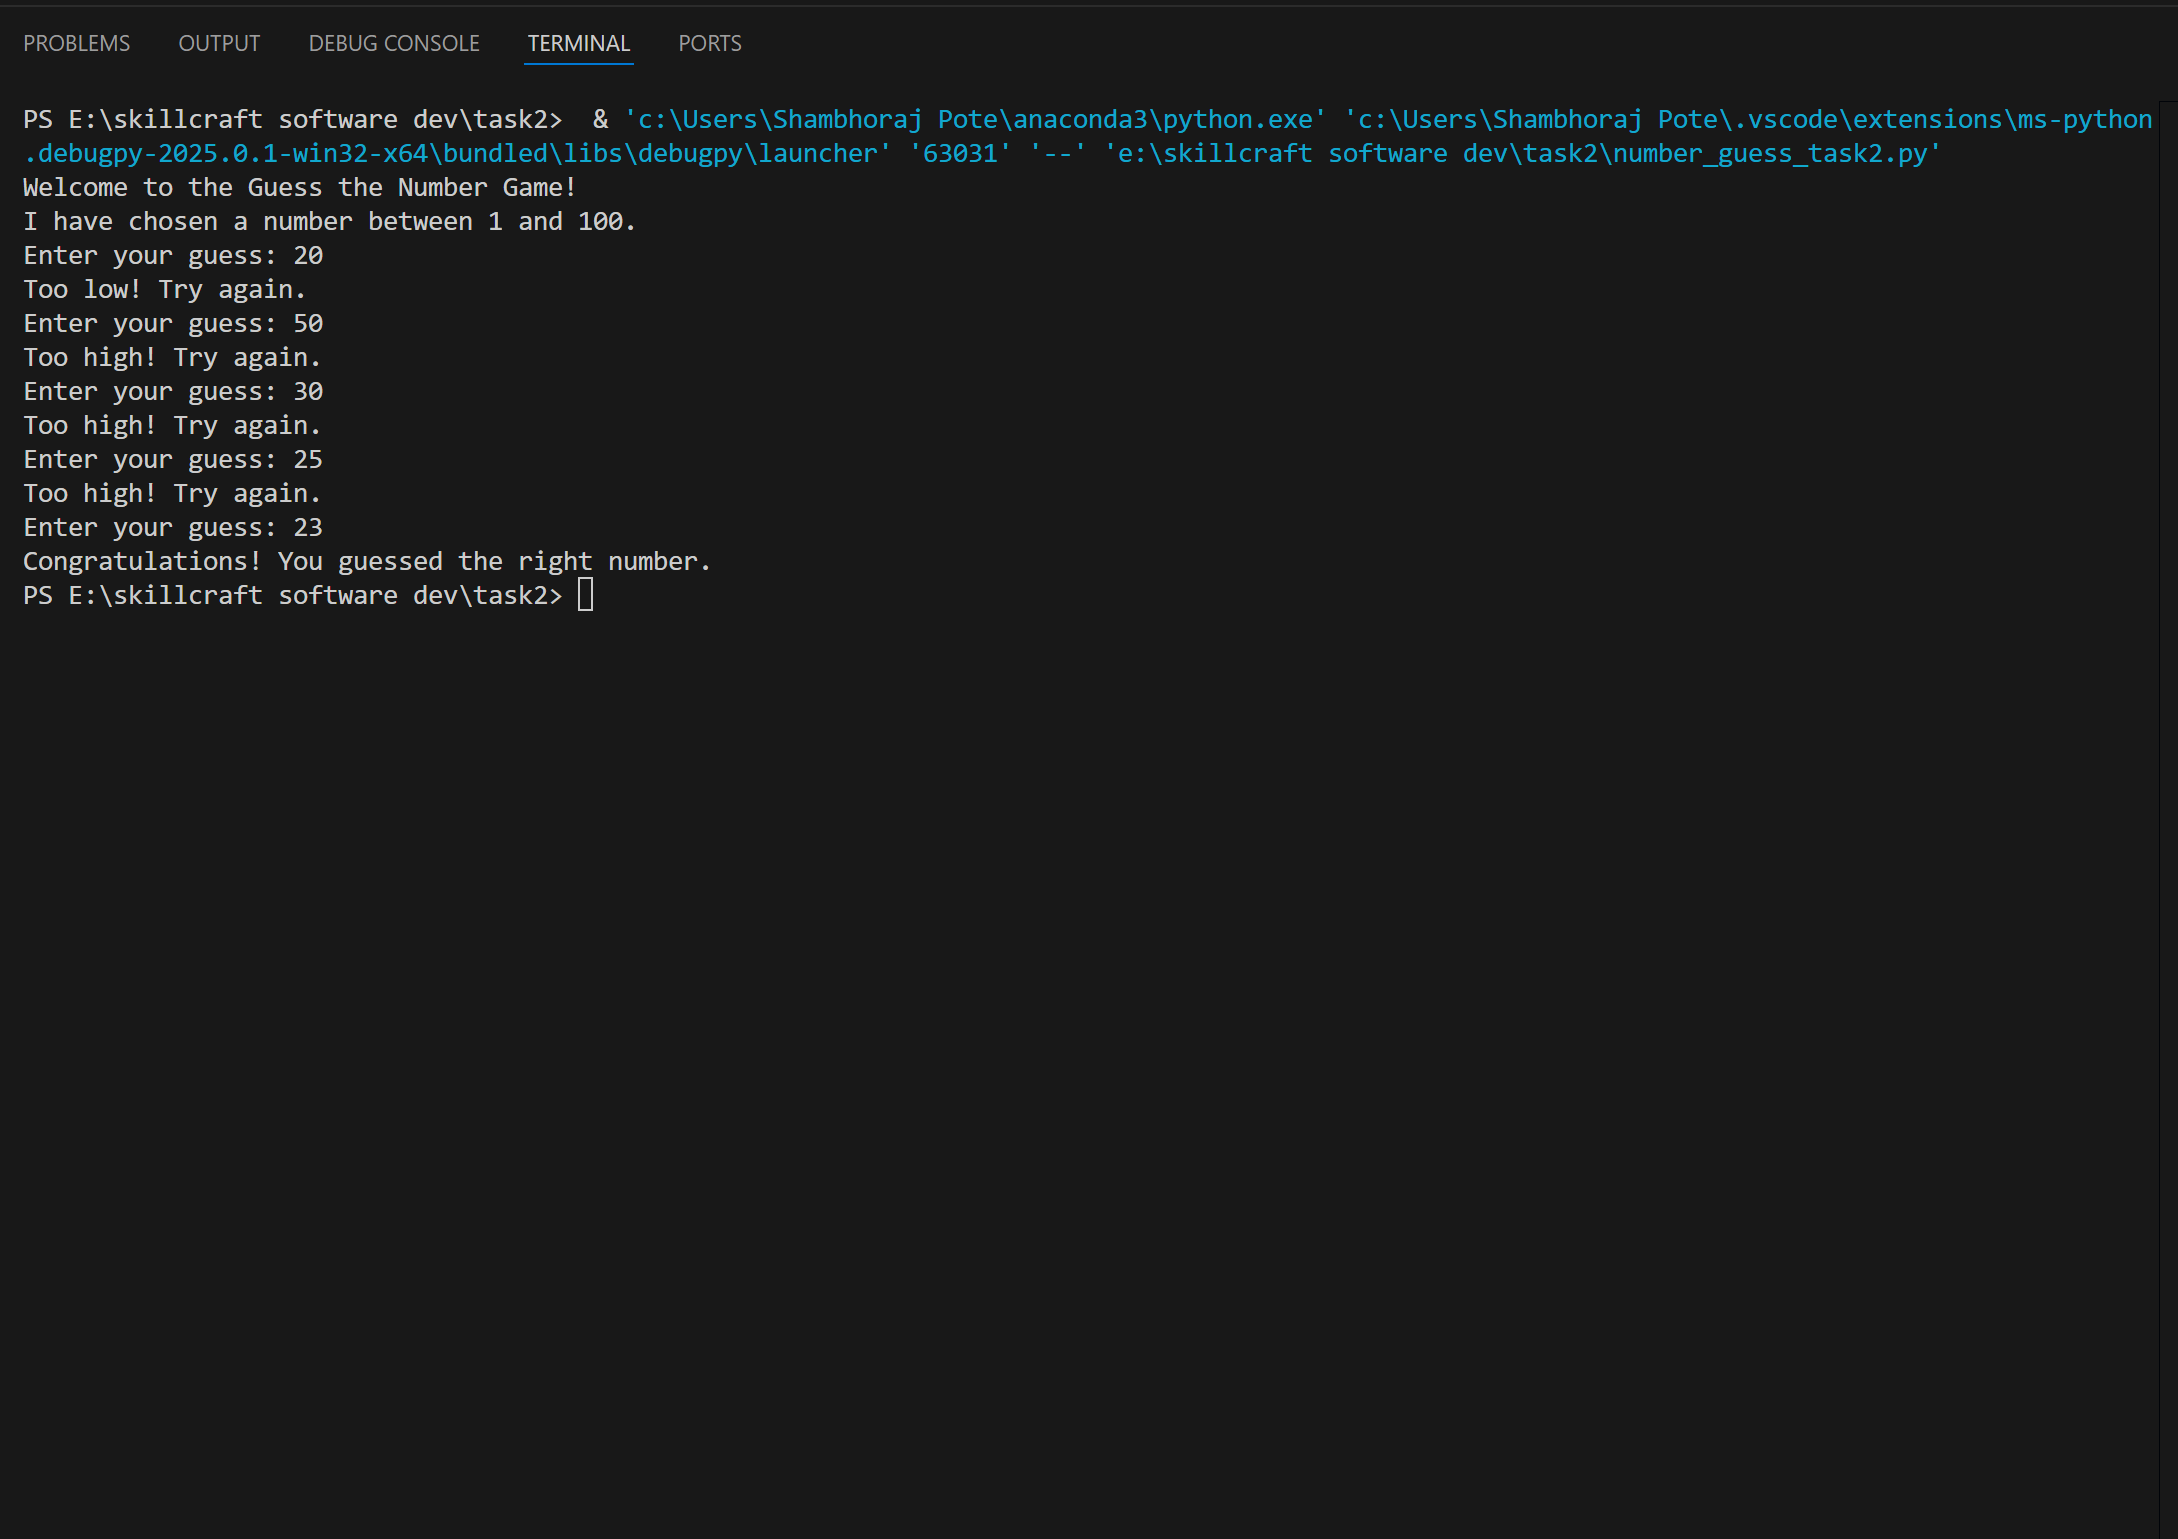 PROBLEMS OUTPUT DEBUG CONSOLE TERMINAL PORTS
PS E:\skillcraft software dev\task2>  & 'c:\Users\Shambhoraj Pote\anaconda3\python.exe' 'c:\Users\Shambhoraj Pote\.vscode\extensions\ms-python
.debugpy-2025.0.1-win32-x64\bundled\libs\debugpy\launcher' '63031' '--' 'e:\skillcraft software dev\task2\number_guess_task2.py'
Welcome to the Guess the Number Game!
I have chosen a number between 1 and 100.
Enter your guess: 20
Too low! Try again.
Enter your guess: 50
Too high! Try again.
Enter your guess: 30
Too high! Try again.
Enter your guess: 25
Too high! Try again.
Enter your guess: 23
Congratulations! You guessed the right number.
PS E:\skillcraft software dev\task2>